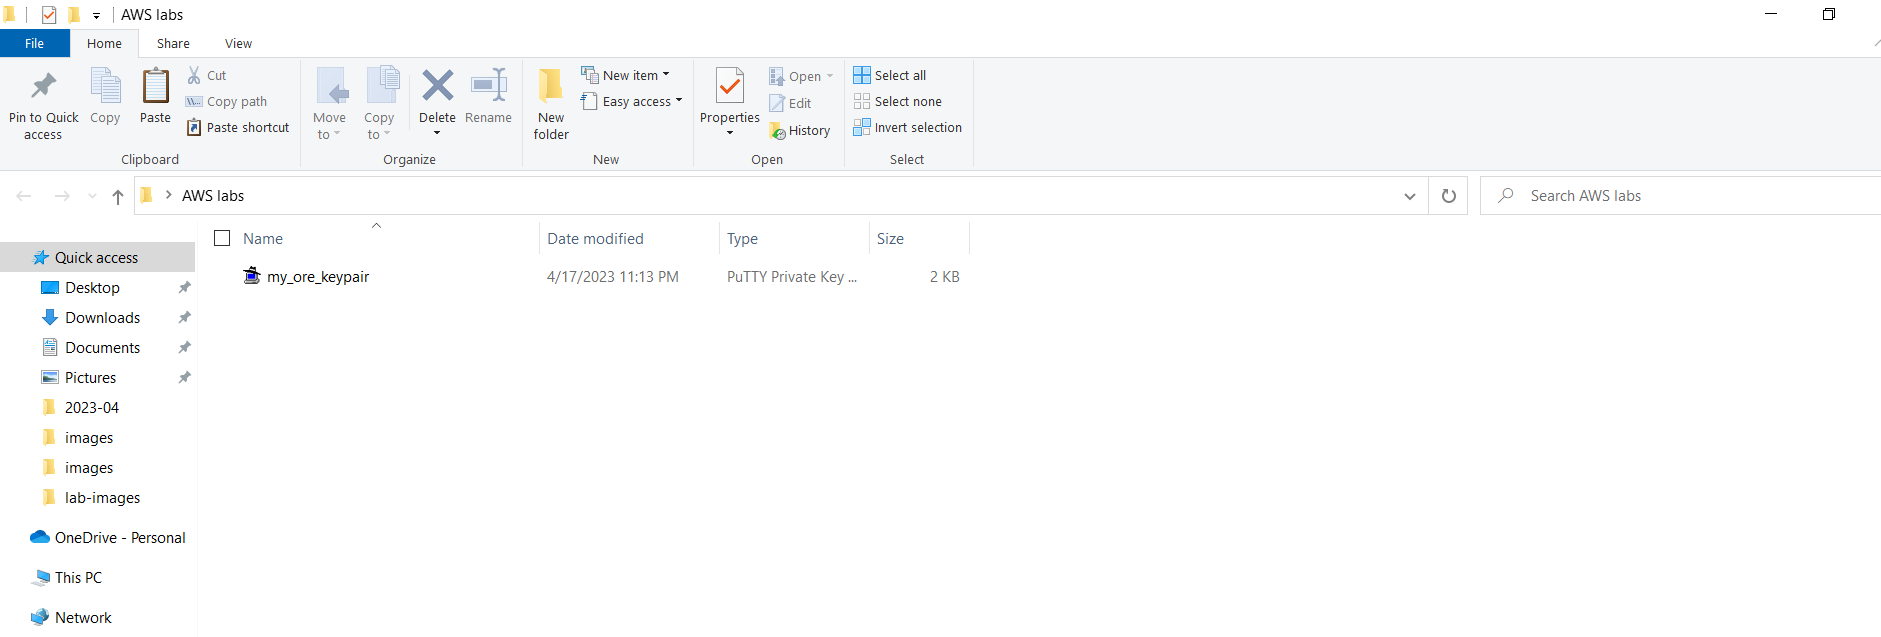 AWS labs
File Home Share View
Pin to Quick access
Copy
Paste
Cut
Copy path
Paste shortcut
Clipboard
Move to
Copy to
Delete
Rename
Organize
New folder
New item
Easy access
New
Properties
Open
Edit
History
Open
Select all
Select none
Invert selection
Select
AWS labs
Search AWS labs
Name Date modified Type Size
my_ore_keypair 4/17/2023 11:13 PM PuTTY Private Key ... 2 KB
Quick access
Desktop
Downloads
Documents
Pictures
2023-04
images
images
lab-images
OneDrive - Personal
This PC
Network